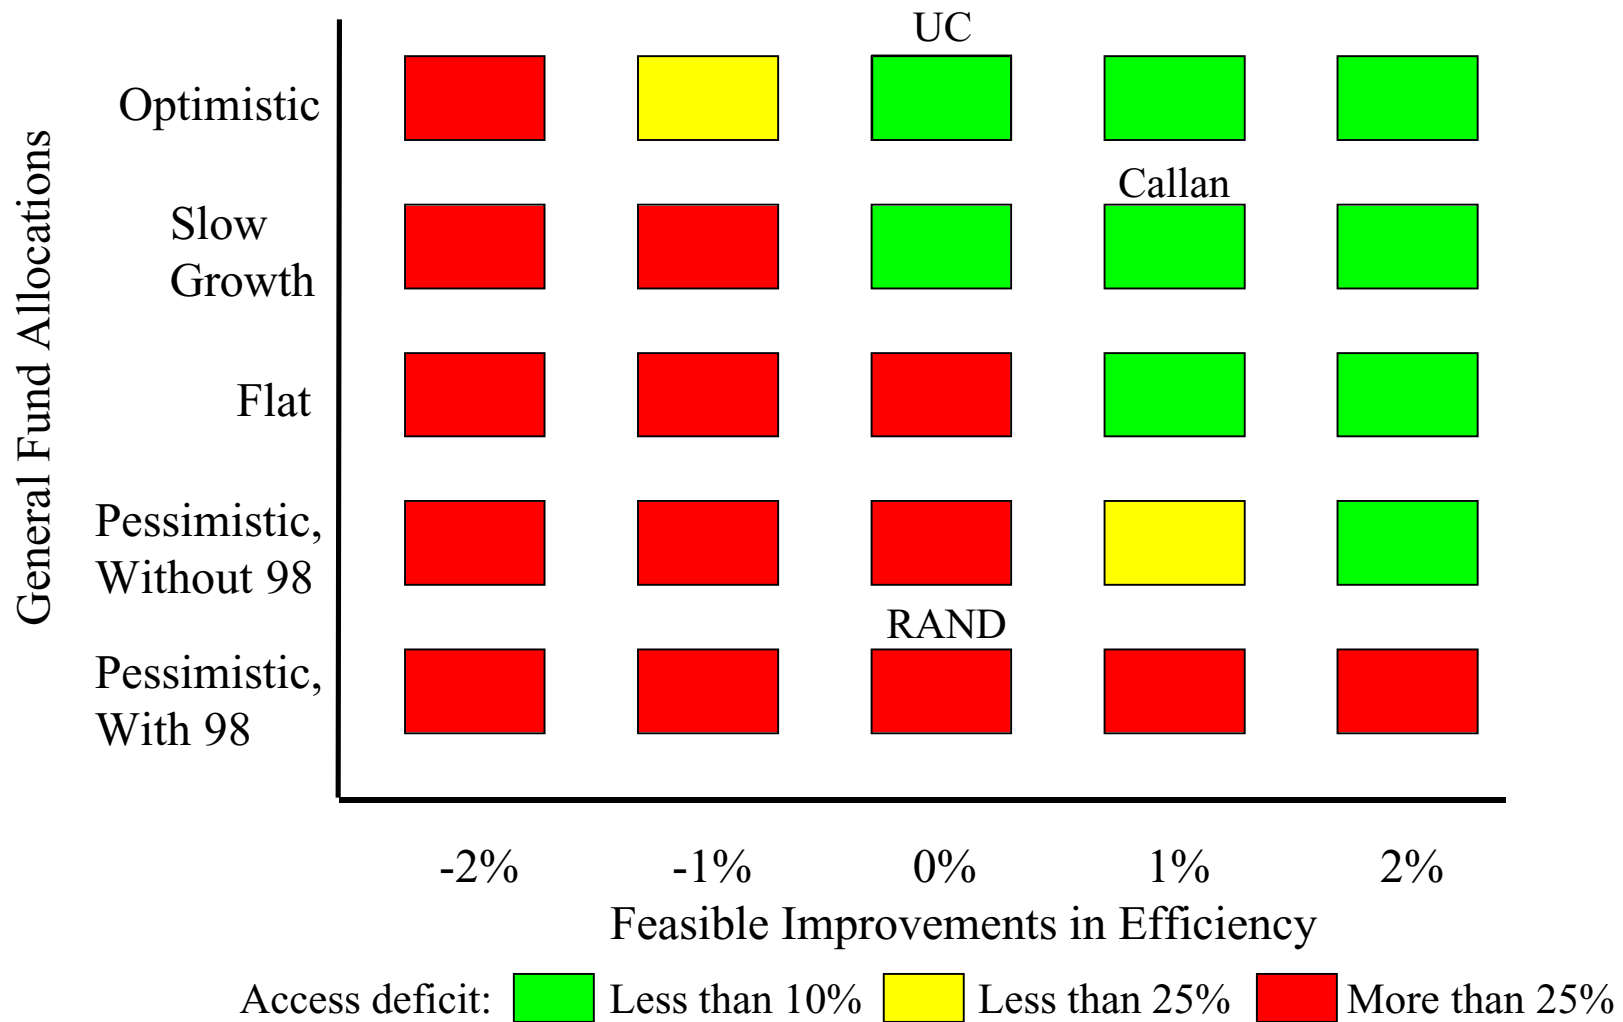 UC
Optimistic
Callan
Slow
Growth
General Fund Allocations
Flat
Pessimistic,
Without 98
RAND
Pessimistic,
With 98
-2% -1% 0% 1% 2%
Feasible Improvements in Efficiency
Access deficit: Less than 10% Less than 25% More than 25%